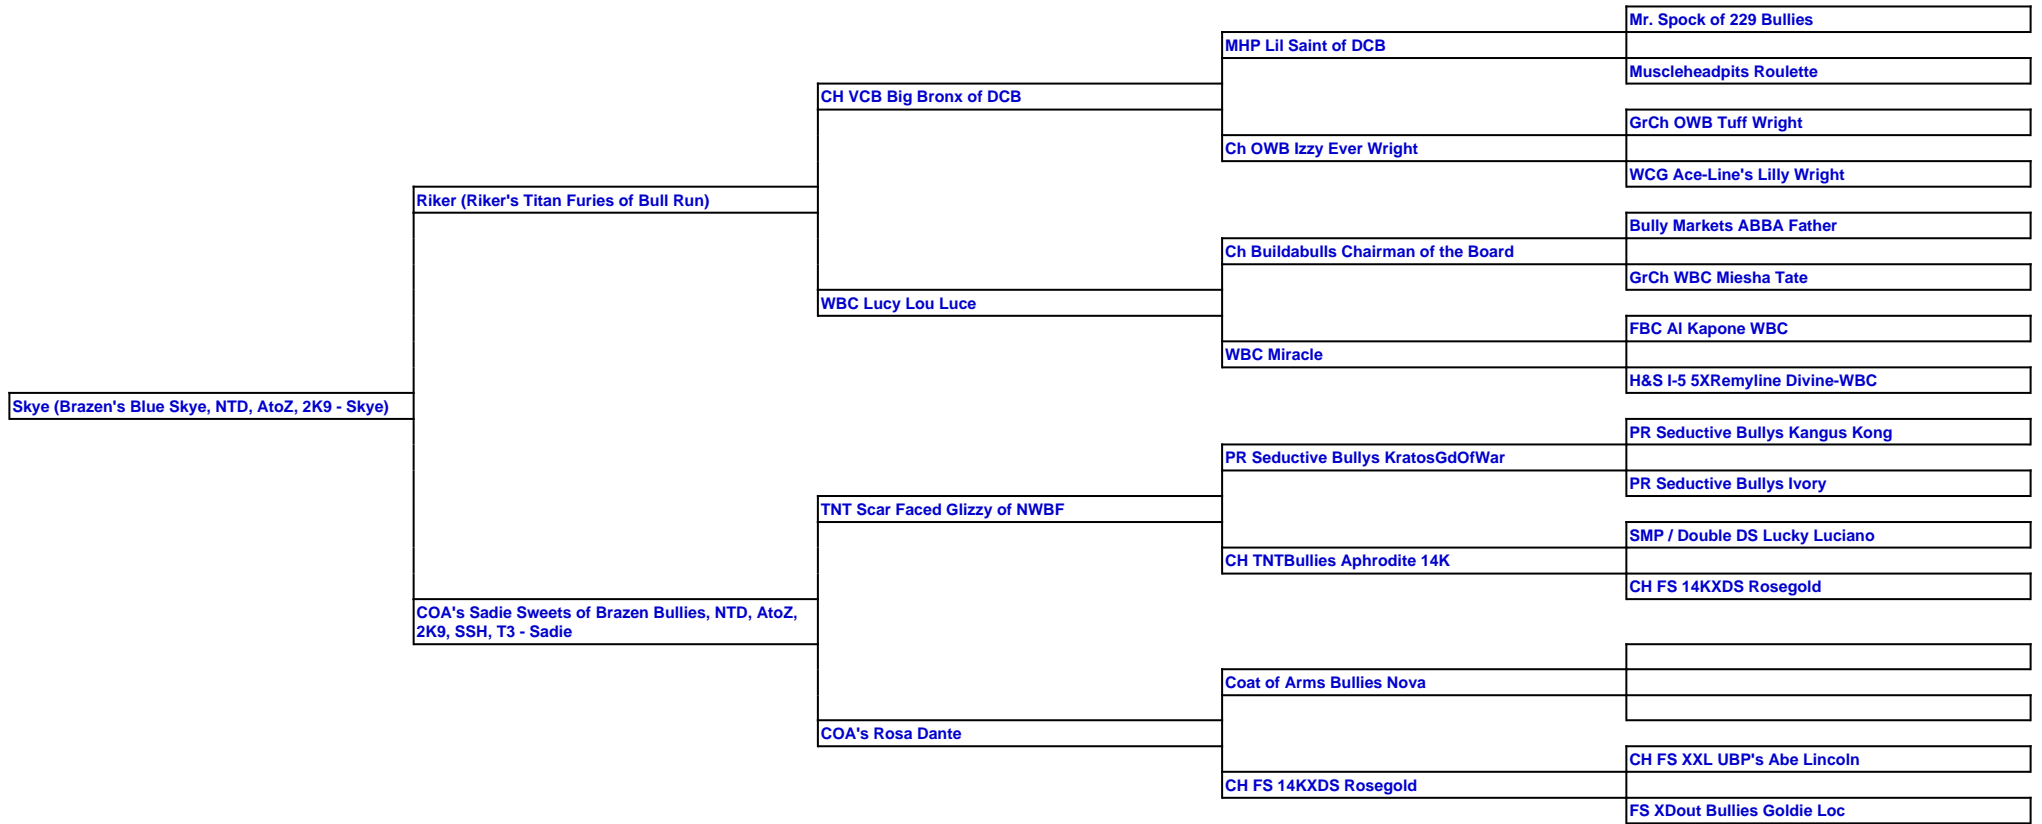 Mr. Spock of 229 Bullies
MHP Lil Saint of DCB
Muscleheadpits Roulette
CH VCB Big Bronx of DCB
GrCh OWB Tuff Wright
Ch OWB Izzy Ever Wright
WCG Ace-Line's Lilly Wright
Riker (Riker's Titan Furies of Bull Run)
Bully Markets ABBA Father
Ch Buildabulls Chairman of the Board
GrCh WBC Miesha Tate
WBC Lucy Lou Luce
FBC Al Kapone WBC
WBC Miracle
H&S I-5 5XRemyline Divine-WBC
Skye (Brazen's Blue Skye, NTD, AtoZ, 2K9 - Skye)
PR Seductive Bullys Kangus Kong
PR Seductive Bullys KratosGdOfWar
PR Seductive Bullys Ivory
TNT Scar Faced Glizzy of NWBF
SMP / Double DS Lucky Luciano
CH TNTBullies Aphrodite 14K
CH FS 14KXDS Rosegold
COA's Sadie Sweets of Brazen Bullies, NTD, AtoZ,
2K9, SSH, T3 - Sadie
Coat of Arms Bullies Nova
COA's Rosa Dante
CH FS XXL UBP's Abe Lincoln
CH FS 14KXDS Rosegold
FS XDout Bullies Goldie Loc